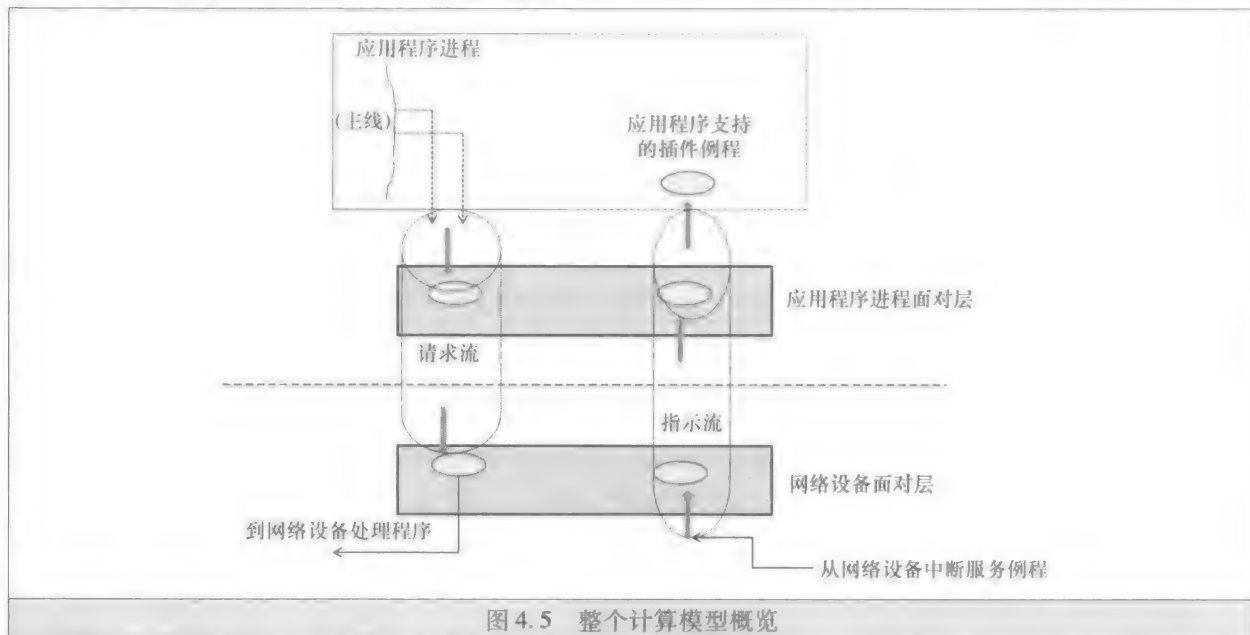 应用程序进程
(主线)
应用程序支持
的插件例程
应用程序进程面对层
请求流
指示流
网络设备面对层
到网络设备处理程序
从网络设备中断服务例程
图4.5 整个计算模型概览